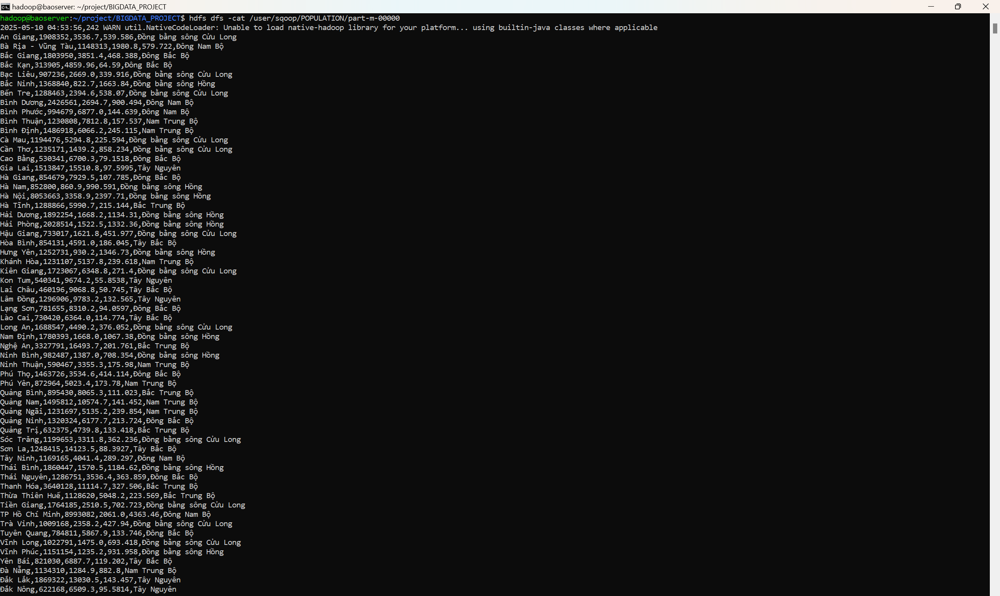 hadoop@baoserver: ~/project/BIGDATA_PROJECT
hadoop@baoserver:~/project/BIGDATA_PROJECT$ hdfs dfs -cat /user/sqoop/POPULATION/part-m-00000
2025-05-10 04:53:56,242 WARN util.NativeCodeLoader: Unable to load native-hadoop library for your platform... using builtin-java classes where applicable
An Giang,1908352,3536.7,539.586,Đồng bằng sông Cửu Long
Bà Rịa - Vũng Tàu,1148313,1980.8,579.722,Đông Nam Bộ
Bắc Giang,1803950,3851.4,468.388,Đông Bắc Bộ
Bắc Kạn,313905,4859.96,64.59,Đông Bắc Bộ
Bạc Liêu,907236,2669.0,339.916,Đồng bằng sông Cửu Long
Bắc Ninh,1368840,822.7,1663.84,Đồng bằng sông Hồng
Bến Tre,1288463,2394.6,538.07,Đồng bằng sông Cửu Long
Bình Dương,2426561,2694.7,900.494,Đông Nam Bộ
Bình Phước,994679,6877.0,144.639,Đông Nam Bộ
Bình Thuận,1230808,7812.8,157.537,Nam Trung Bộ
Bình Định,1486918,6066.2,245.115,Nam Trung Bộ
Cà Mau,1194476,5294.8,225.594,Đồng bằng sông Cửu Long
Cần Thơ,1235171,1439.2,858.234,Đồng bằng sông Cửu Long
Cao Bằng,530341,6700.3,79.1518,Đông Bắc Bộ
Gia Lai,1513847,15510.8,97.5995,Tây Nguyên
Hà Giang,854679,7929.5,107.785,Đông Bắc Bộ
Hà Nam,852800,860.9,990.591,Đồng bằng sông Hồng
Hà Nội,8053663,3358.9,2397.71,Đồng bằng sông Hồng
Hà Tĩnh,1288866,5990.7,215.144,Bắc Trung Bộ
Hải Dương,1892254,1668.2,1134.31,Đồng bằng sông Hồng
Hải Phòng,2028514,1522.5,1332.36,Đồng bằng sông Hồng
Hậu Giang,733017,1621.8,451.977,Đồng bằng sông Cửu Long
Hòa Bình,854131,4591.0,186.045,Tây Bắc Bộ
Hưng Yên,1252731,930.2,1346.73,Đồng bằng sông Hồng
Khánh Hòa,1231107,5137.8,239.618,Nam Trung Bộ
Kiên Giang,1723067,6348.8,271.4,Đồng bằng sông Cửu Long
Kon Tum,540341,9674.2,55.8538,Tây Nguyên
Lai Châu,460196,9068.8,50.745,Tây Bắc Bộ
Lâm Đồng,1296906,9783.2,132.565,Tây Nguyên
Lạng Sơn,781655,8310.2,94.0597,Đông Bắc Bộ
Lào Cai,730420,6364.0,114.774,Tây Bắc Bộ
Long An,1688547,4490.2,376.052,Đồng bằng sông Cửu Long
Nam Định,1780393,1668.0,1067.38,Đồng bằng sông Hồng
Nghệ An,3327791,16493.7,201.761,Bắc Trung Bộ
Ninh Bình,982487,1387.0,708.354,Đồng bằng sông Hồng
Ninh Thuận,590467,3355.3,175.98,Nam Trung Bộ
Phú Thọ,1463726,3534.6,414.114,Đông Bắc Bộ
Phú Yên,872964,5023.4,173.78,Nam Trung Bộ
Quảng Bình,895430,8065.3,111.023,Bắc Trung Bộ
Quảng Nam,1495812,10574.7,141.452,Nam Trung Bộ
Quảng Ngãi,1231697,5135.2,239.854,Nam Trung Bộ
Quảng Ninh,1320324,6177.7,213.724,Đông Bắc Bộ
Quảng Trị,632375,4739.8,133.418,Bắc Trung Bộ
Sóc Trăng,1199653,3311.8,362.236,Đồng bằng sông Cửu Long
Sơn La,1248415,14123.5,88.3927,Tây Bắc Bộ
Tây Ninh,1169165,4041.4,289.297,Đông Nam Bộ
Thái Bình,1860447,1570.5,1184.62,Đồng bằng sông Hồng
Thái Nguyên,1286751,3536.4,363.859,Đông Bắc Bộ
Thanh Hóa,3640128,11114.7,327.506,Bắc Trung Bộ
Thừa Thiên Huế,1128620,5048.2,223.569,Bắc Trung Bộ
Tiền Giang,1764185,2510.5,702.723,Đồng bằng sông Cửu Long
TP Hồ Chí Minh,8993082,2061.0,4363.46,Đông Nam Bộ
Trà Vinh,1009168,2358.2,427.94,Đồng bằng sông Cửu Long
Tuyên Quang,784811,5867.9,133.746,Đông Bắc Bộ
Vĩnh Long,1022791,1475.0,693.418,Đồng bằng sông Cửu Long
Vĩnh Phúc,1151154,1235.2,931.958,Đồng bằng sông Hồng
Yên Bái,821030,6887.7,119.202,Tây Bắc Bộ
Đà Nẵng,1134310,1284.9,882.8,Nam Trung Bộ
Đắk Lắk,1869322,13030.5,143.457,Tây Nguyên
Đắk Nông,622168,6509.3,95.5814,Tây Nguyên